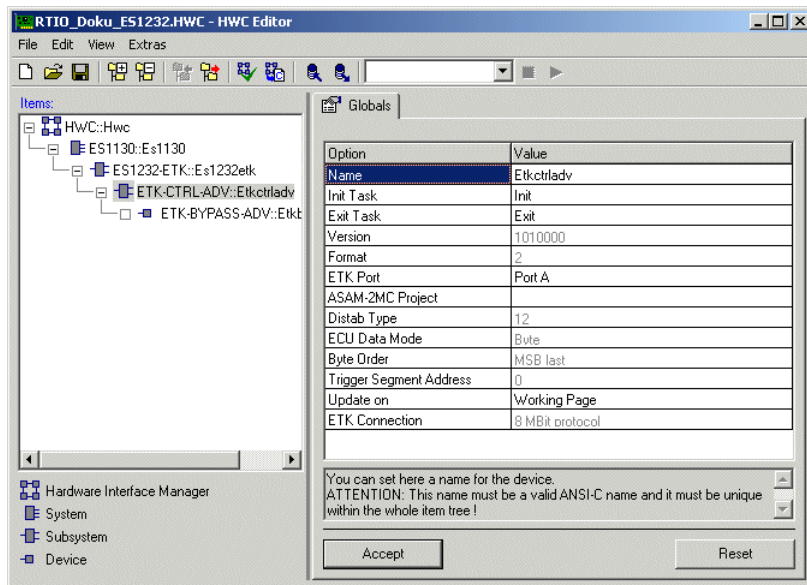 RTIO_Doku_ES1232.HWC - HWC Editor
File Edit View Extras
Items:
HWC::Hwc
ES1130::Es1130
ES1232-ETK::Es1232etk
ETK-CTRL-ADV::Etkctrladv
ETK-BYPASS-ADV::Etkb
Hardware Interface Manager
System
Subsystem
Device
Globals
Option Value
Name Etkctrladv
Init Task Init
Exit Task Exit
Version 1010000
Format 2
ETK Port Port A
ASAM-2MC Project
Distab Type 12
ECU Data Mode Byte
Byte Order MSB last
Trigger Segment Address 0
Update on Working Page
ETK Connection 8 MBit protocol
You can set here a name for the device.
ATTENTION: This name must be a valid ANSI-C name and it must be unique
within the whole item tree !
Accept Reset